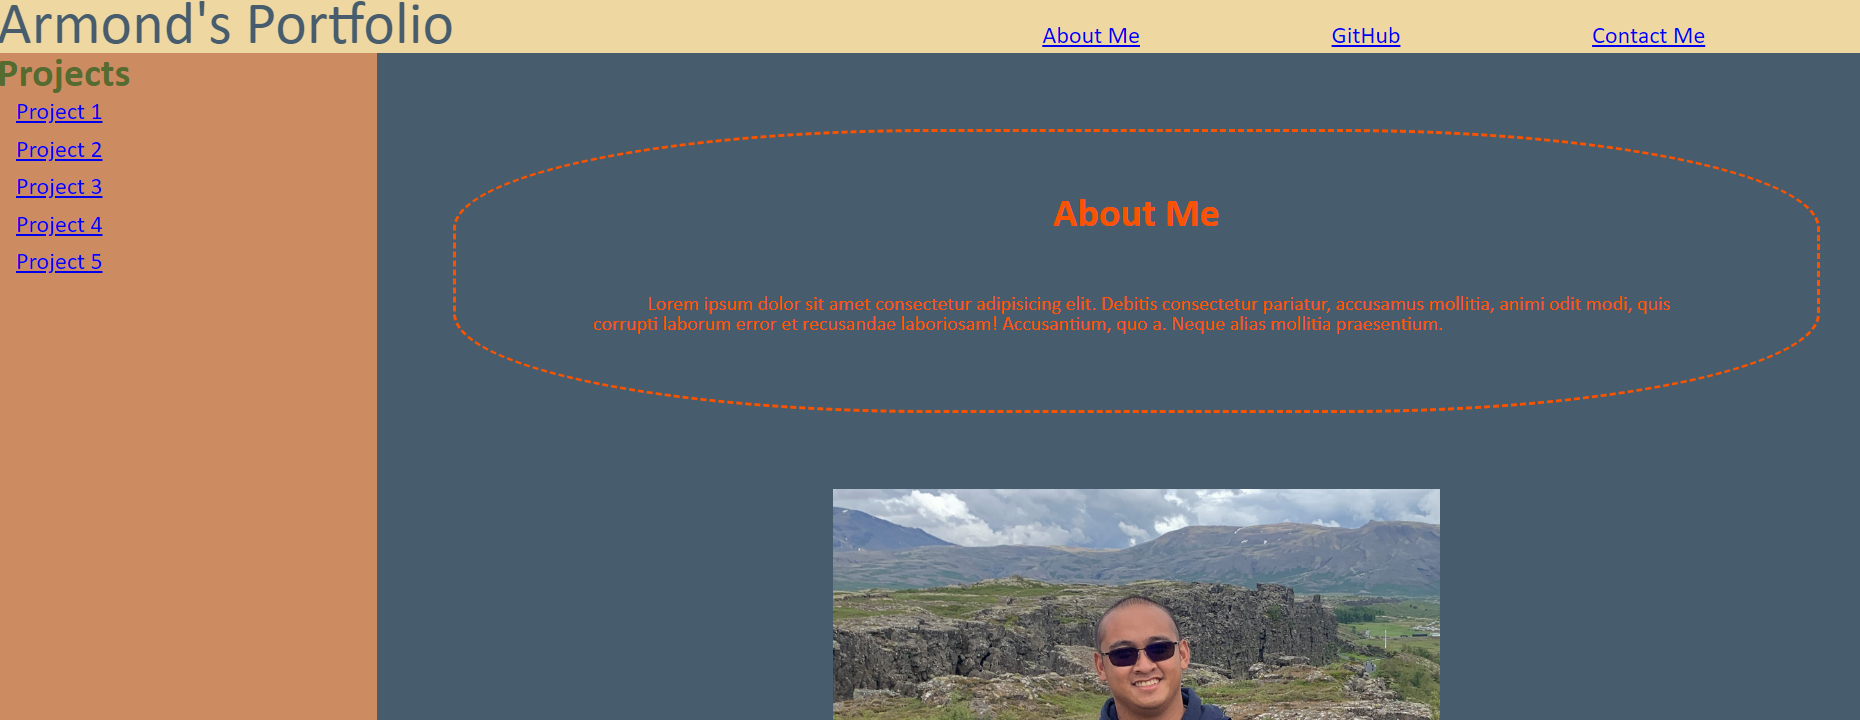 Armond's Portfolio
About Me
GitHub
Contact Me
Projects
Project 1
Project 2
Project 3
Project 4
Project 5
About Me
Lorem ipsum dolor sit amet consectetur adipisicing elit. Debitis consectetur pariatur, accusamus mollitia, animi odit modi, quis
corrupti laborum error et recusandae laboriosam! Accusantium, quo a. Neque alias mollitia praesentium.